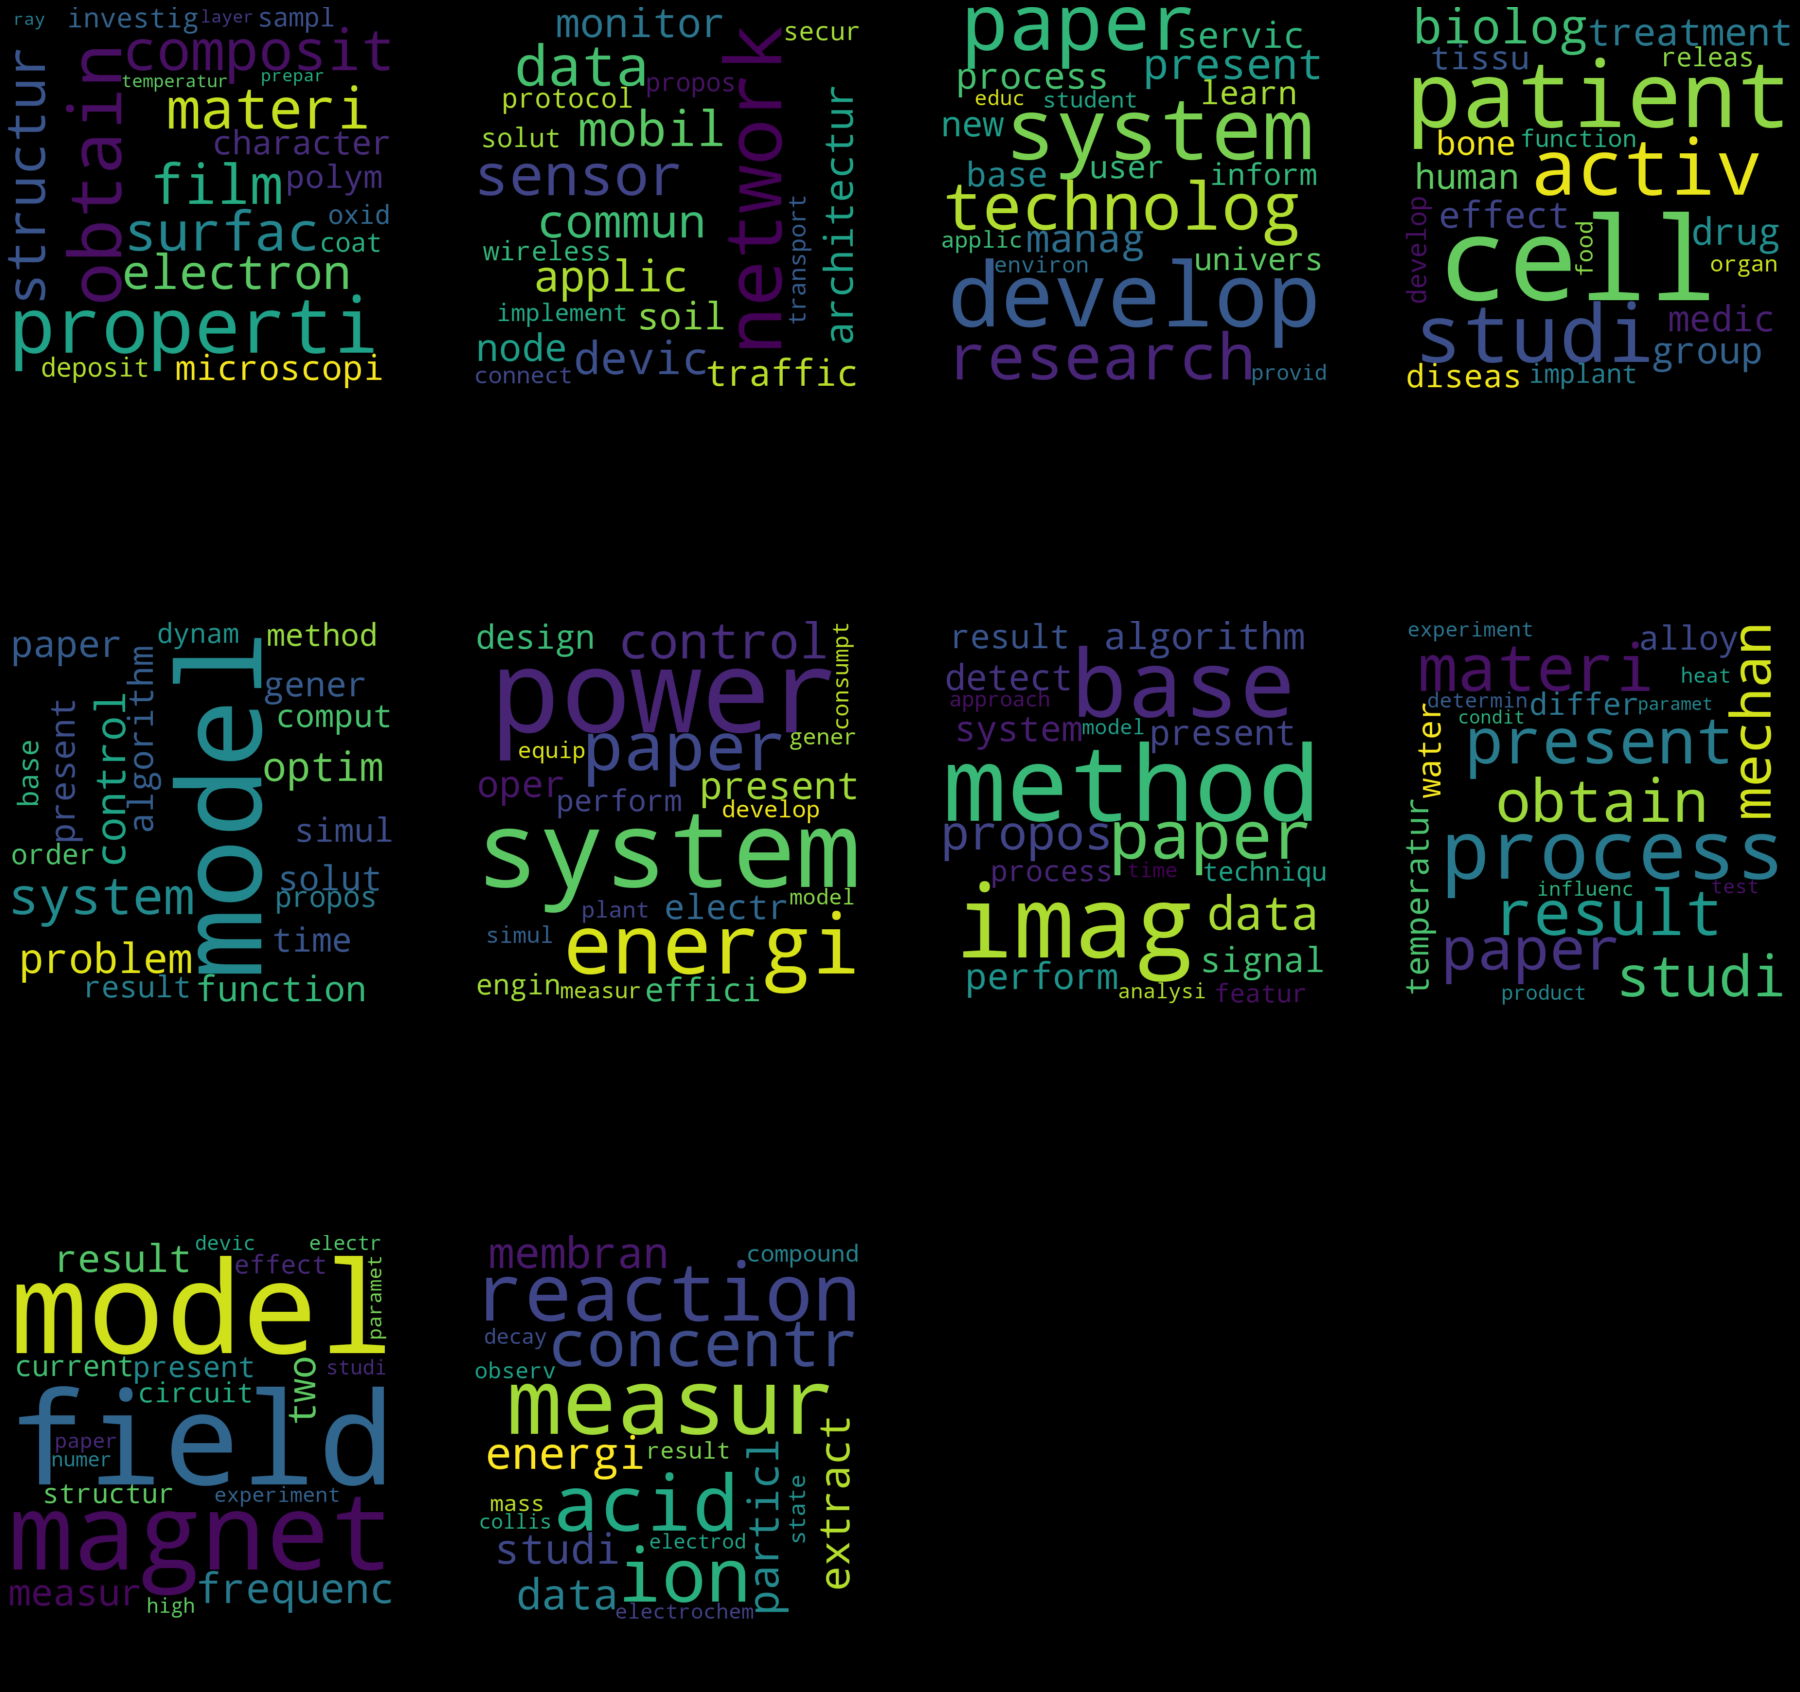 ray
investig
layer
sampl
structur
obtain
composit
temperatur
prepar
materi
character
film
polym
surfac
oxid
coat
electron
properti
deposit
microscopi
monitor
secur
data
propos
network
protocol
solut
mobil
architectur
sensor
commun
transport
wireless
applic
implement
soil
node
devic
connect
traffic
paper
servic
process
present
educ
student
learn
new
system
base
user
inform
technolog
applic
manag
environ
univers
develop
research
provid
biolog
treatment
tissu
releas
patient
bone
function
human
activ
develop
effect
cell
food
drug
organ
studi
medic
group
diseas
implant
paper
dynam
method
model
algorithm
gener
present
control
comput
base
optim
simul
order
solut
system
propos
problem
time
result
function
design
control
consumpt
power
equip
paper
gener
oper
perform
present
develop
system
plant
electr
model
simul
energi
engin
measur
effici
result
algorithm
detect
base
approach
system
model
present
method
propos
paper
process
time
techniqu
imag
data
signal
perform
analysi
featur
experiment
alloy
materi
mechan
heat
determin
differ
paramet
condit
water
present
obtain
temperatur
process
influenc
test
result
paper
studi
product
result
devic
electr
effect
model
paramet
current
present
two
studi
circuit
field
paper
numer
structur
experiment
magnet
measur
high
frequenc
membran
compound
reaction
decay
concentr
observ
measur
energi
result
extract
particl
mass
acid
state
collis
studi
electrod
ion
data
electrochem